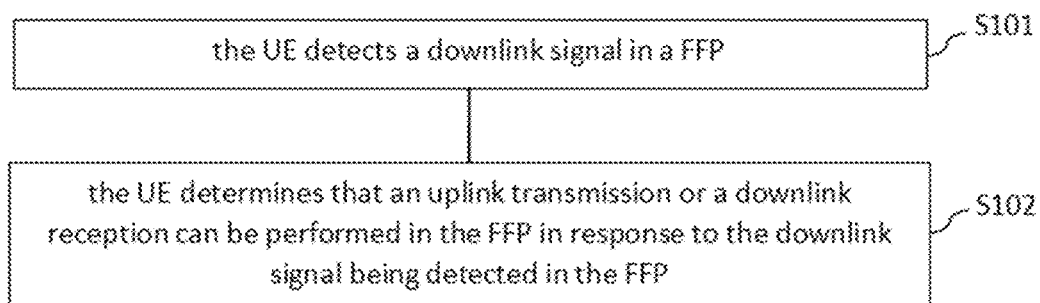 the UE detects a downlink signal in a FFP
S101
the UE determines that an uplink transmission or a downlink
reception can be performed in the FFP in response to the downlink
signal being detected in the FFP
S102